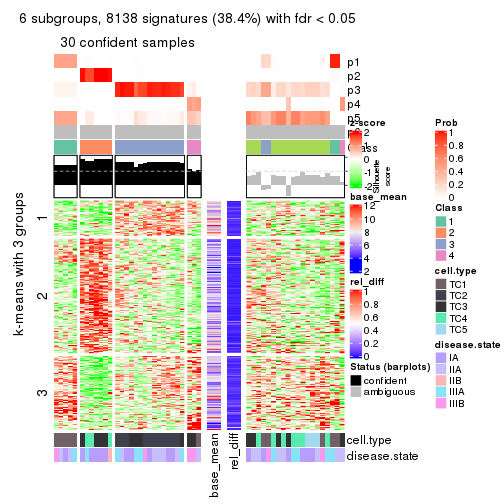 6 subgroups, 8138 signatures (38.4%) with fdr < 0.05
30 confident samples
p1
p2
p3
p4
p5
Class
Silhouette
score
k-means with 3 groups
1
2
3
base_mean
rel_diff
cell.type
disease.state
z-score
2
1
0
-1
-2
base_mean
12
10
8
6
4
2
rel_diff
1
0.8
0.6
0.4
0.2
0
Status (barplots)
confident
ambiguous
Prob
1
0.8
0.6
0.4
0.2
0
Class
1
2
3
4
cell.type
TC1
TC2
TC3
TC4
TC5
disease.state
IA
IIA
IIB
IIIA
IIIB